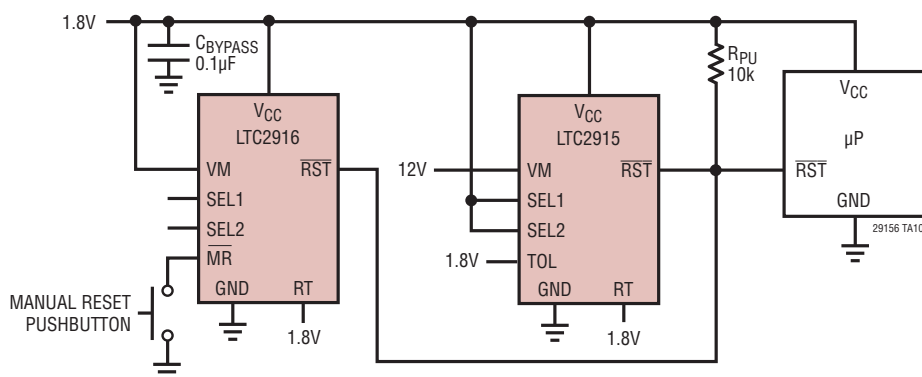 1.8V
CBYPASS
0.1µF
VCC
LTC2916
VM
RST
SEL1
SEL2
MR
GND
RT
1.8V
MANUAL RESET
PUSHBUTTON
12V
VCC
LTC2915
VM
RST
SEL1
SEL2
1.8V
TOL
GND
RT
1.8V
RPU
10k
VCC
µP
RST
GND
29156 TA10